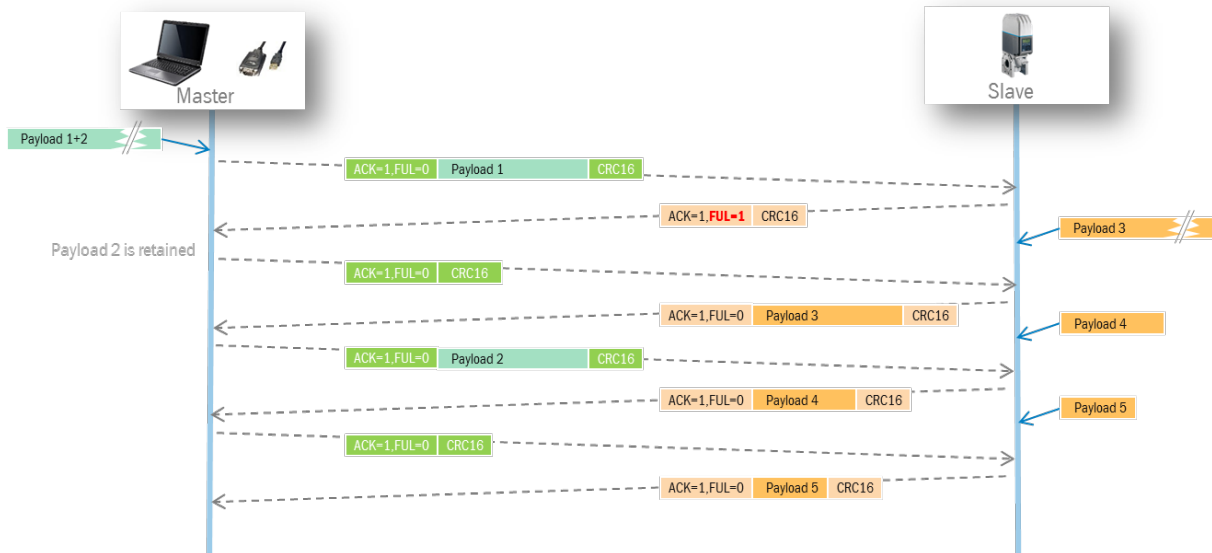 Master
Slave
Payload 1+2
ACK=1,FUL=0 Payload 1 CRC16
ACK=1,FUL=1 CRC16
Payload 3
Payload 2 is retained
ACK=1,FUL=0 CRC16
ACK=1,FUL=0 Payload 3 CRC16
Payload 4
ACK=1,FUL=0 Payload 2 CRC16
ACK=1,FUL=0 Payload 4 CRC16
Payload 5
ACK=1,FUL=0 CRC16
ACK=1,FUL=0 Payload 5 CRC16